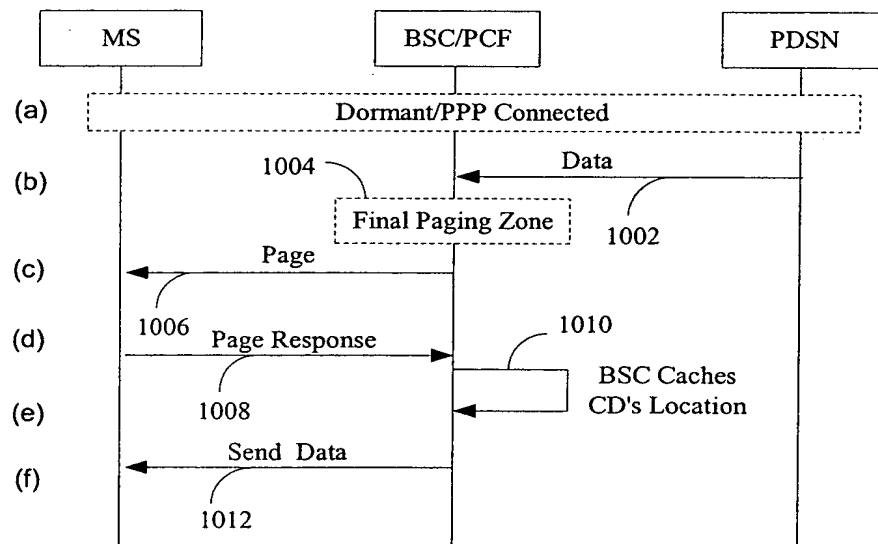 MS
BSC/PCF
PDSN
(a)
Dormant/PPP Connected
(b)
1004
Data
1002
Final Paging Zone
(c)
Page
1006
(d)
Page Response
1008
1010
BSC Caches
CD's Location
(e)
Send Data
(f)
1012